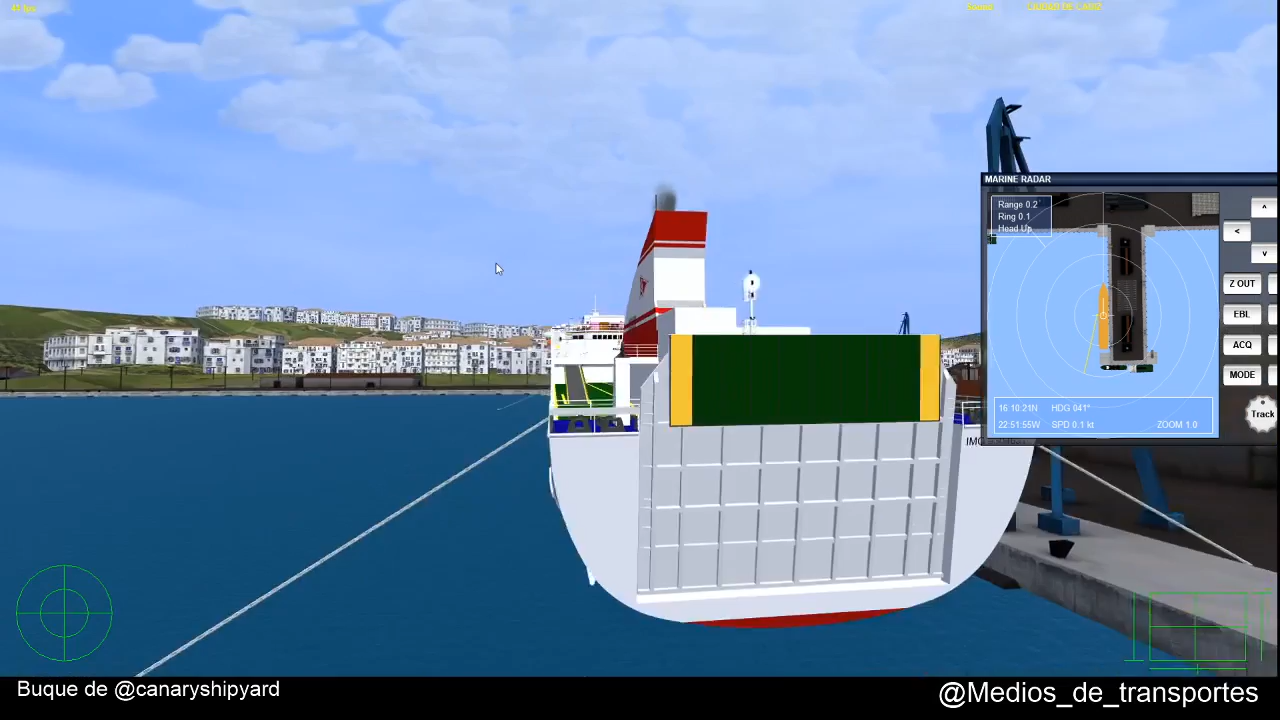 MARINE RADAR
Range 0.2
Ring 0.1
Head Up
^
<
v
Z OUT
EBL
ACQ
MODE
Track
16 10:21N HDG 041°
22:51:55W SPD 0.1 kt ZOOM 1.0
IMO
Buque de @canaryshipyard
@Medios_de_transportes